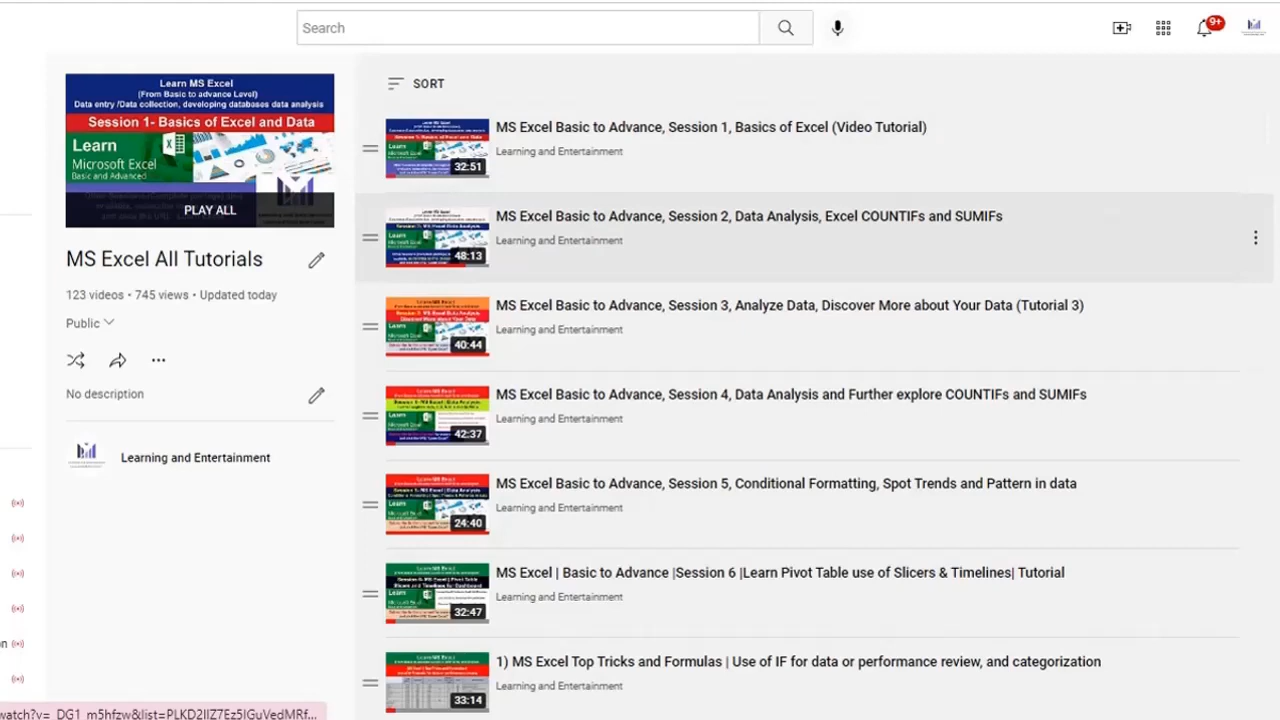 Search
9+
Learn MS Excel
(From Basic to advance Level)
Data entry /Data collection, developing databases data analysis
Session 1- Basics of Excel and Data
Learn
Microsoft Excel
Basic and Advanced
PLAY ALL
MS Excel All Tutorials
123 videos • 745 views • Updated today
Public
No description
Learning and Entertainment
SORT
32:51
MS Excel Basic to Advance, Session 1, Basics of Excel (Video Tutorial)
Learning and Entertainment
48:13
MS Excel Basic to Advance, Session 2, Data Analysis, Excel COUNTIFs and SUMIFs
Learning and Entertainment
40:44
MS Excel Basic to Advance, Session 3, Analyze Data, Discover More about Your Data (Tutorial 3)
Learning and Entertainment
42:37
MS Excel Basic to Advance, Session 4, Data Analysis and Further explore COUNTIFs and SUMIFs
Learning and Entertainment
24:40
MS Excel Basic to Advance, Session 5, Conditional Formatting, Spot Trends and Pattern in data
Learning and Entertainment
32:47
MS Excel | Basic to Advance |Session 6 |Learn Pivot Table, Insert Slicers & Timelines| Tutorial
Learning and Entertainment
33:14
1) MS Excel Top Tricks and Formulas | Use of IF for data or performance review, and categorization
Learning and Entertainment